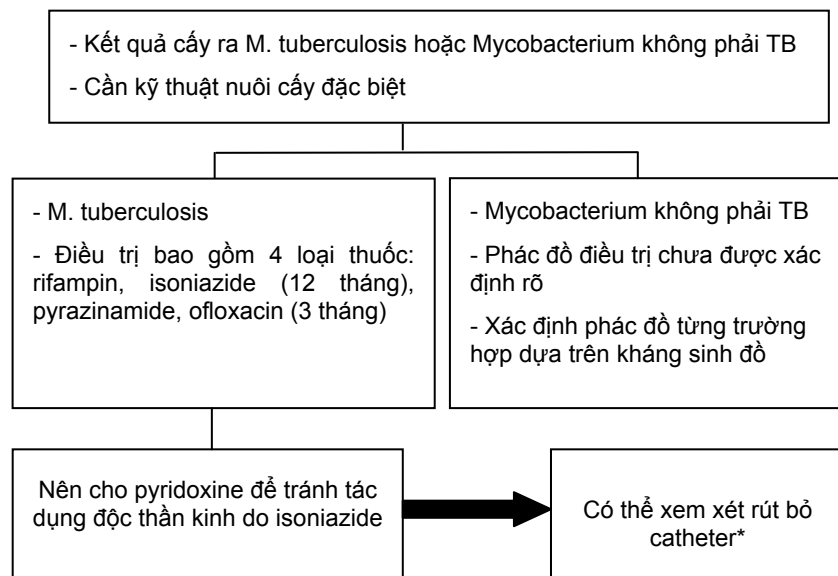 - Kết quả cấy ra M. tuberculosis hoặc Mycobacterium không phải TB
- Cần kỹ thuật nuôi cấy đặc biệt
- M. tuberculosis
- Điều trị bao gồm 4 loại thuốc:
rifampin, isoniazide (12 tháng),
pyrazinamide, ofloxacin (3 tháng)
- Mycobacterium không phải TB
- Phác đồ điều trị chưa được xác
định rõ
- Xác định phác đồ từng trường
hợp dựa trên kháng sinh đồ
Nên cho pyridoxine để tránh tác
dụng độc thần kinh do isoniazide
Có thể xem xét rút bỏ
catheter*